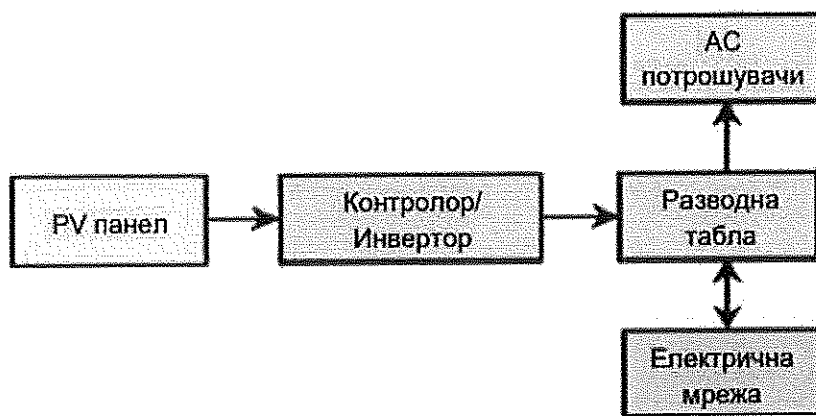 АС
потрошувачи
PV панел
Контролор/
Инвертор
Разводна
табла
Електрична
мрежа